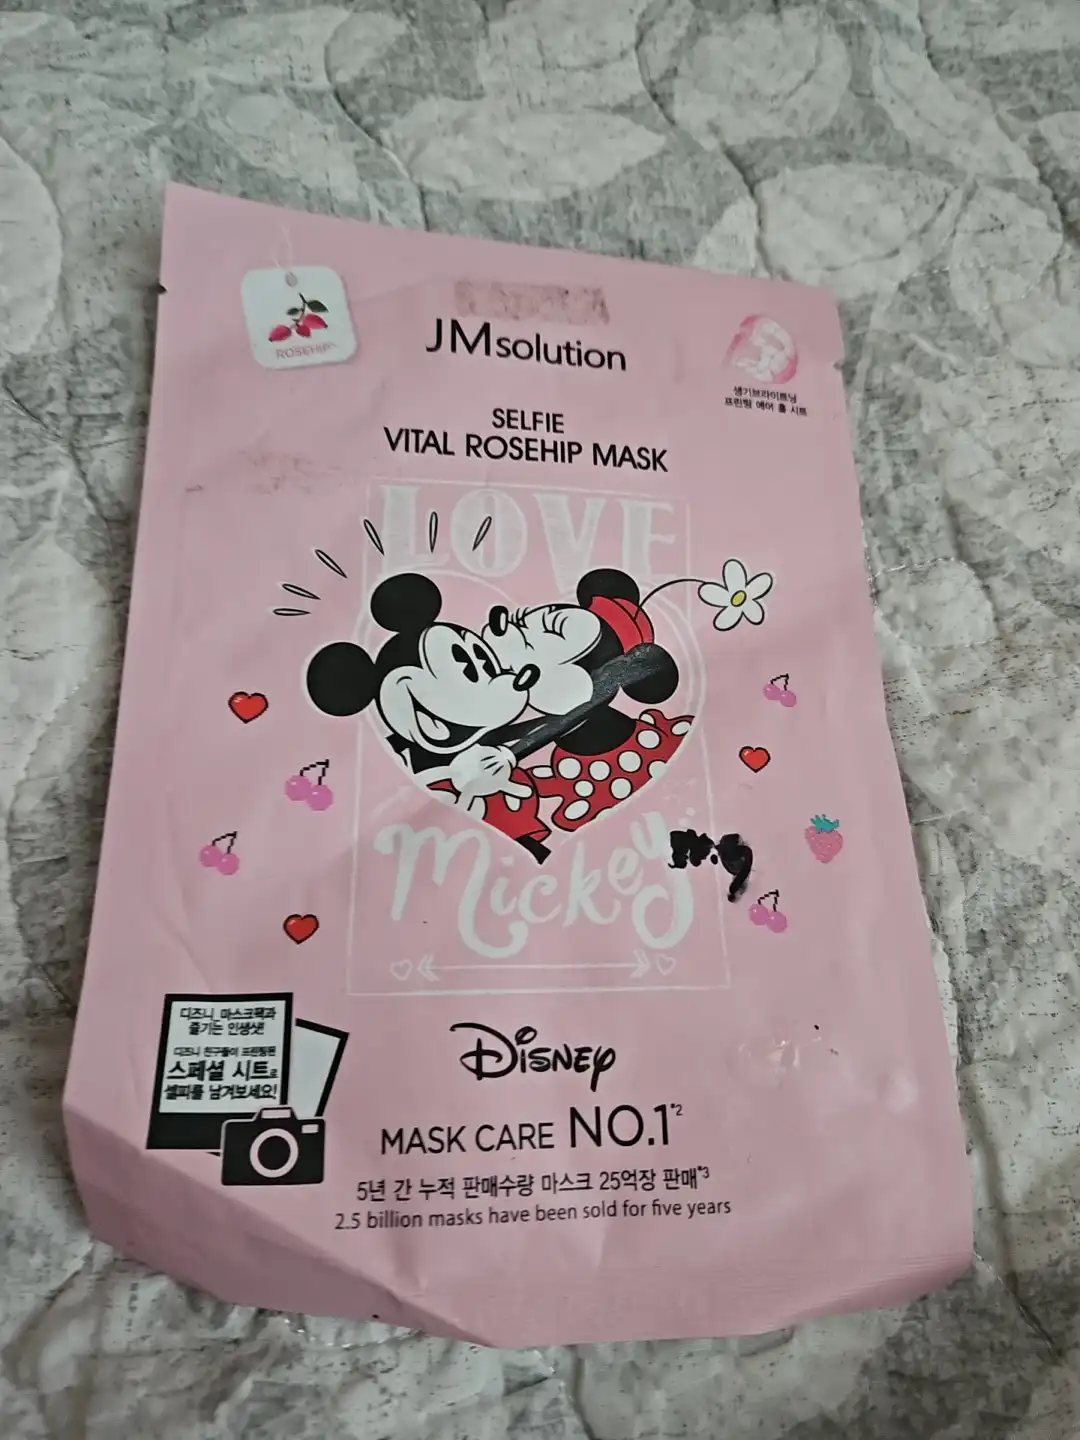 ROSEHIP
JMsolution
생기브라이트닝
프린팅 에어 홀 시트
SELFIE
VITAL ROSEHIP MASK
LOVE
Mickey
디즈니 마스크팩과
즐기는 인생샷!
디즈니 친구들이 프린팅된
스페셜 시트로
셀피를 남겨보세요!
Disney
MASK CARE NO.1*2
5년 간 누적 판매수량 마스크 25억장 판매*3
2.5 billion masks have been sold for five years